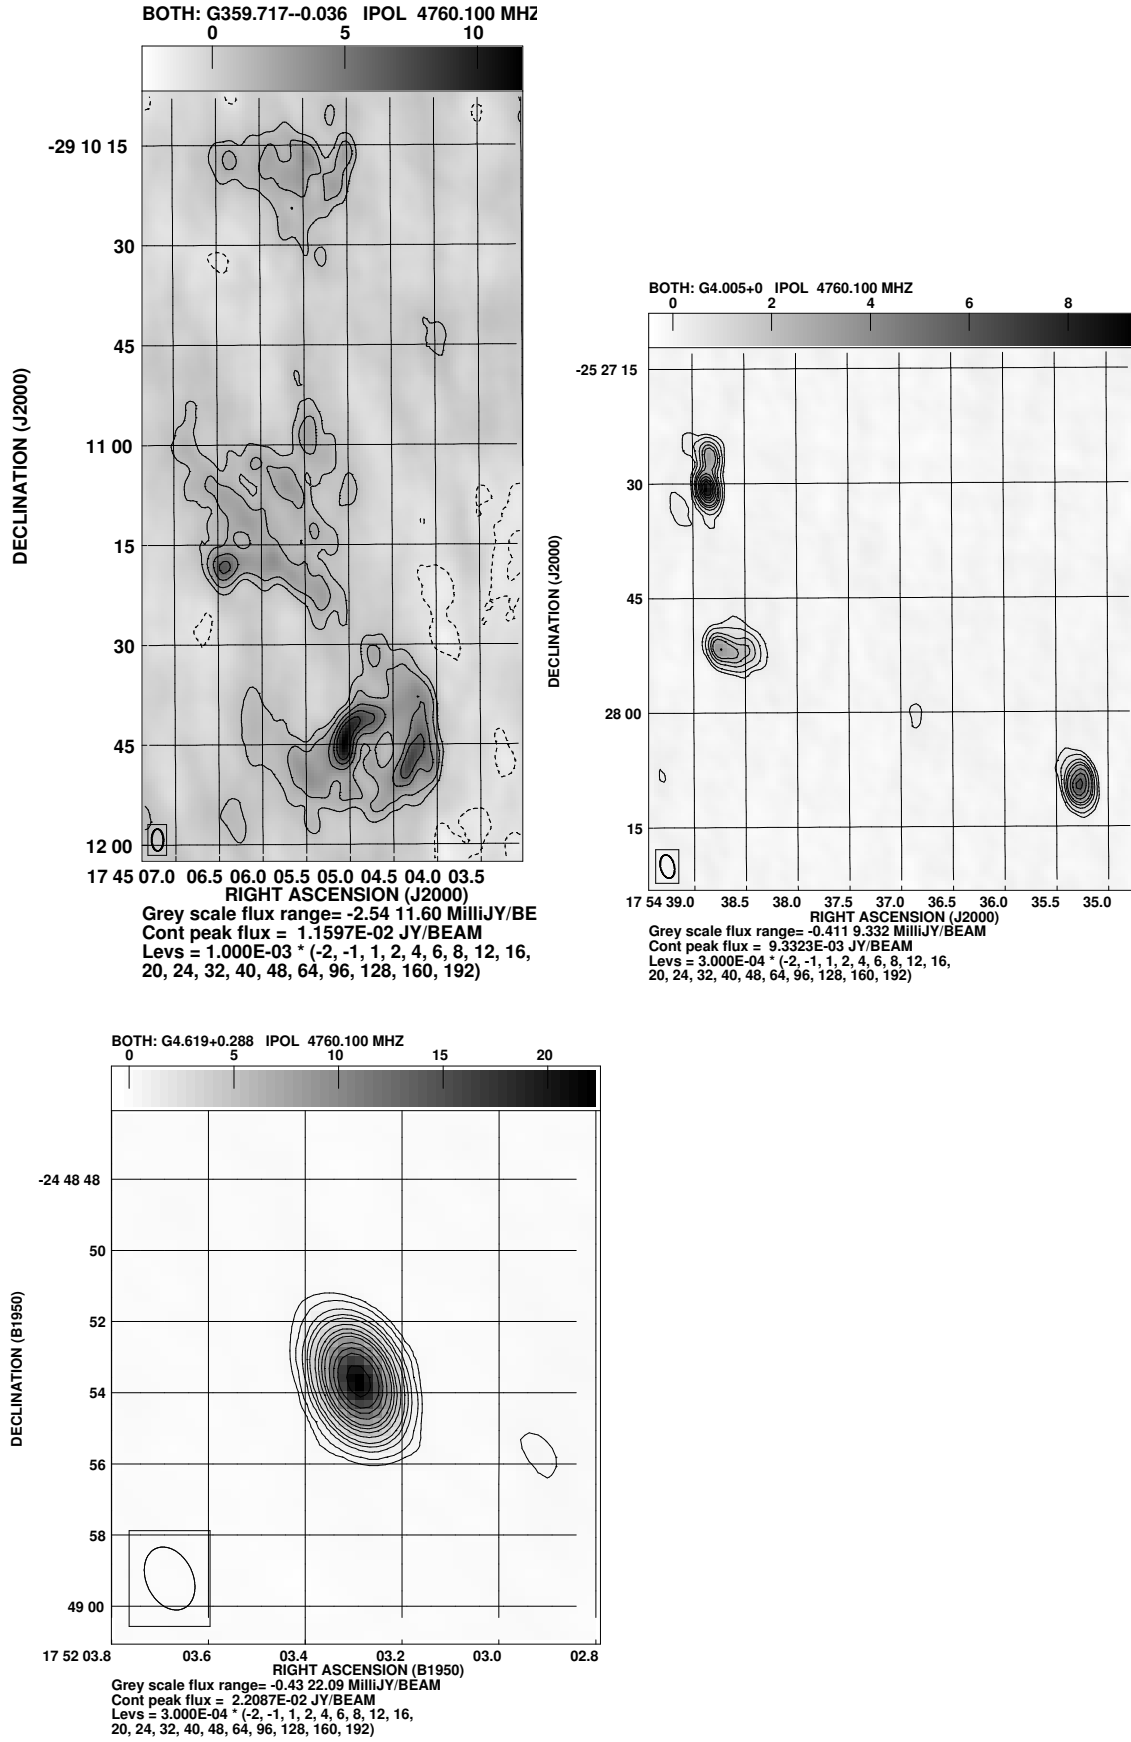 BOTH: G359.717--0.036 IPOL 4760.100 MHZ
0 5 10
-29 10 15
30
45
11 00
15
30
45
12 00
DECLINATION (J2000)
17 45 07.0 06.5 06.0 05.5 05.0 04.5 04.0 03.5
RIGHT ASCENSION (J2000)
Grey scale flux range= -2.54 11.60 MilliJY/BE
Cont peak flux = 1.1597E-02 JY/BEAM
Levs = 1.000E-03 * (-2, -1, 1, 2, 4, 6, 8, 12, 16,
20, 24, 32, 40, 48, 64, 96, 128, 160, 192)
BOTH: G4.005+0 IPOL 4760.100 MHZ
0 2 4 6 8
-25 27 15
30
45
28 00
15
DECLINATION (J2000)
17 54 39.0 38.5 38.0 37.5 37.0 36.5 36.0 35.5 35.0
RIGHT ASCENSION (J2000)
Grey scale flux range= -0.411 9.332 MilliJY/BEAM
Cont peak flux = 9.3323E-03 JY/BEAM
Levs = 3.000E-04 * (-2, -1, 1, 2, 4, 6, 8, 12, 16,
20, 24, 32, 40, 48, 64, 96, 128, 160, 192)
BOTH: G4.619+0.288 IPOL 4760.100 MHZ
0 5 10 15 20
-24 48 48
50
52
54
56
58
49 00
DECLINATION (B1950)
17 52 03.8 03.6 03.4 03.2 03.0 02.8
RIGHT ASCENSION (B1950)
Grey scale flux range= -0.43 22.09 MilliJY/BEAM
Cont peak flux = 2.2087E-02 JY/BEAM
Levs = 3.000E-04 * (-2, -1, 1, 2, 4, 6, 8, 12, 16,
20, 24, 32, 40, 48, 64, 96, 128, 160, 192)